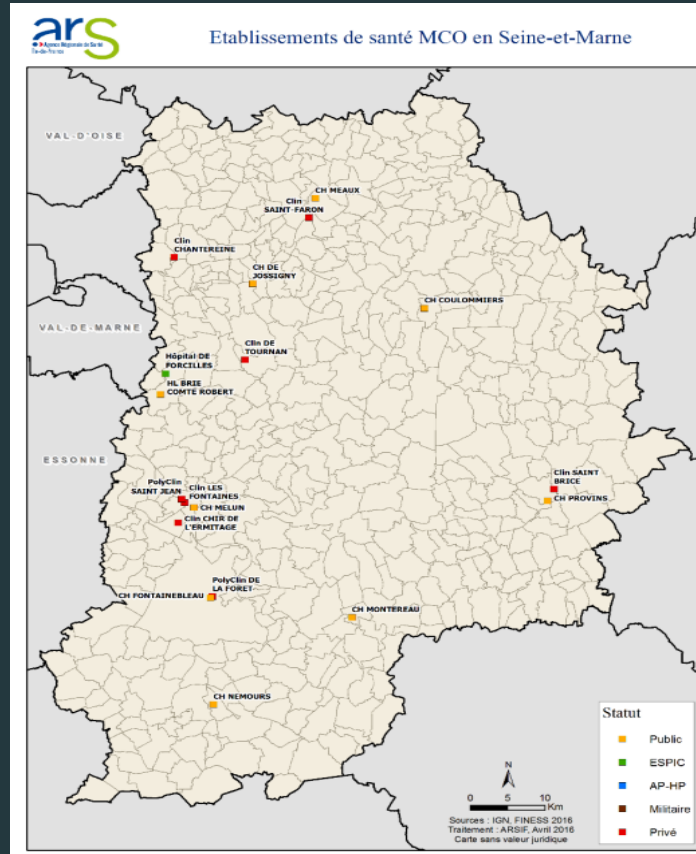 ars
Agence Régionale de Santé
Île-de-France
Etablissements de santé MCO en Seine-et-Marne
VAL-D'OISE
CH MEAUX
Clin
SAINT-FARON
Clin
CHANTEREINE
CH DE
JOSSIGNY
CH COULOMMIERS
VAL-DE-MARNE
Clin DE
TOURNAN
Hôpital DE
FORCILLES
HL BRIE
COMTE ROBERT
ESSONNE
PolyClin
SAINT JEAN
Clin LES
FONTAINES
CH MELUN
Clin CHIR DE
L'ERMITAGE
Clin SAINT
BRICE
CH PROVINS
PolyClin DE
LA FORET
CH FONTAINEBLEAU
CH MONTEREAU
CH NEMOURS
Statut
Public
ESPIC
AP-HP
Militaire
Privé
N
0 5 10
Km
Sources : IGN, FINESS 2016
Traitement : ARSIF, Avril 2016
Carte sans valeur juridique